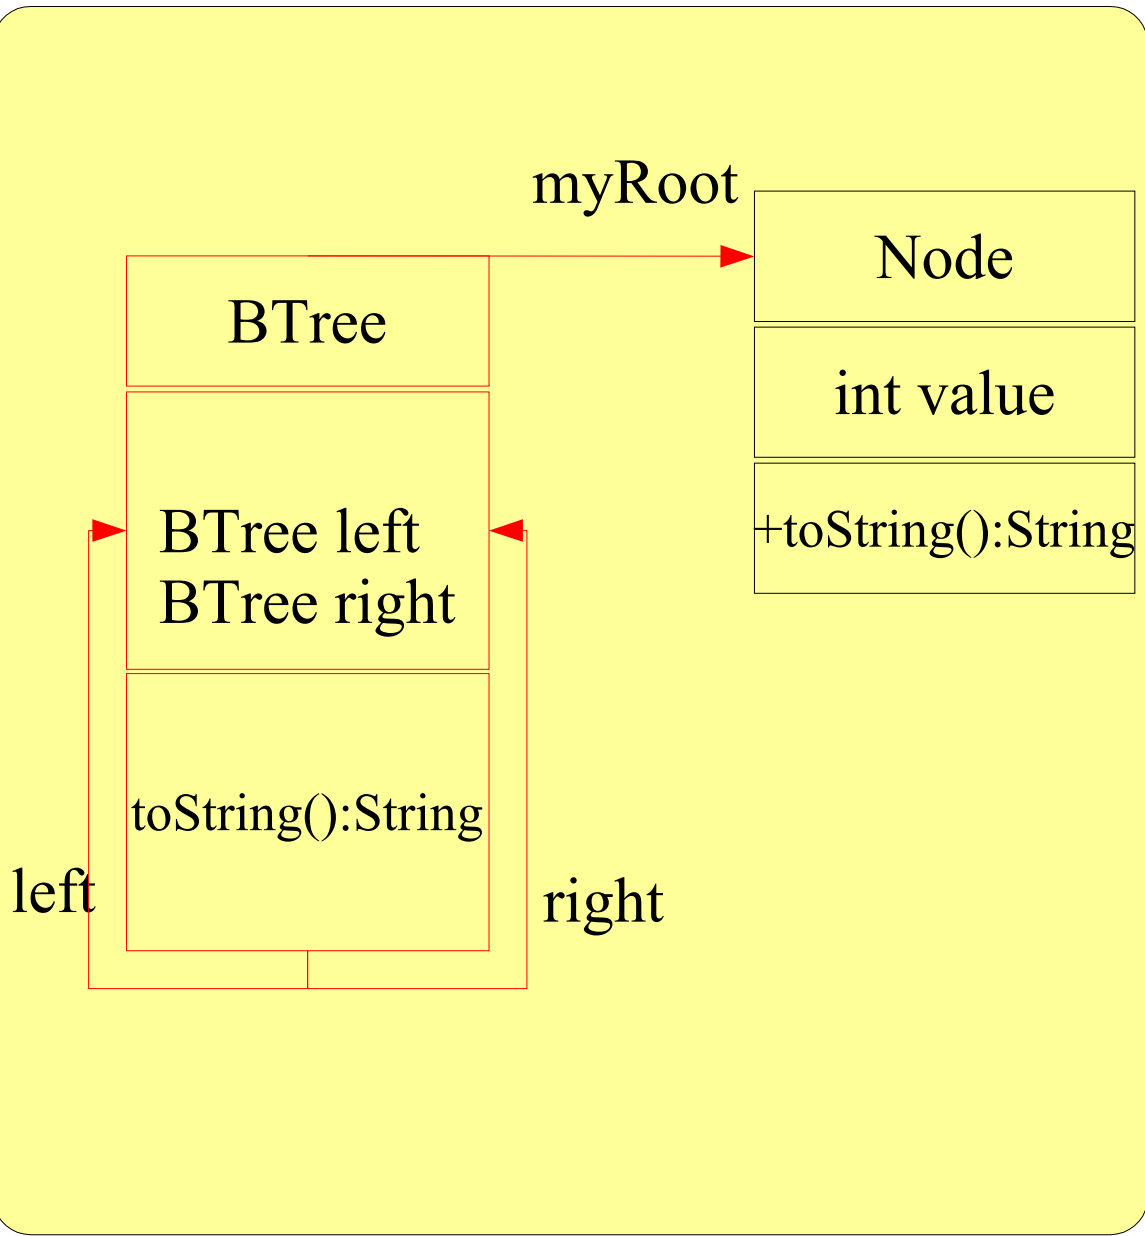 myRoot
BTree
BTree left
BTree right
toString():String
left
right
Node
int value
+toString():String